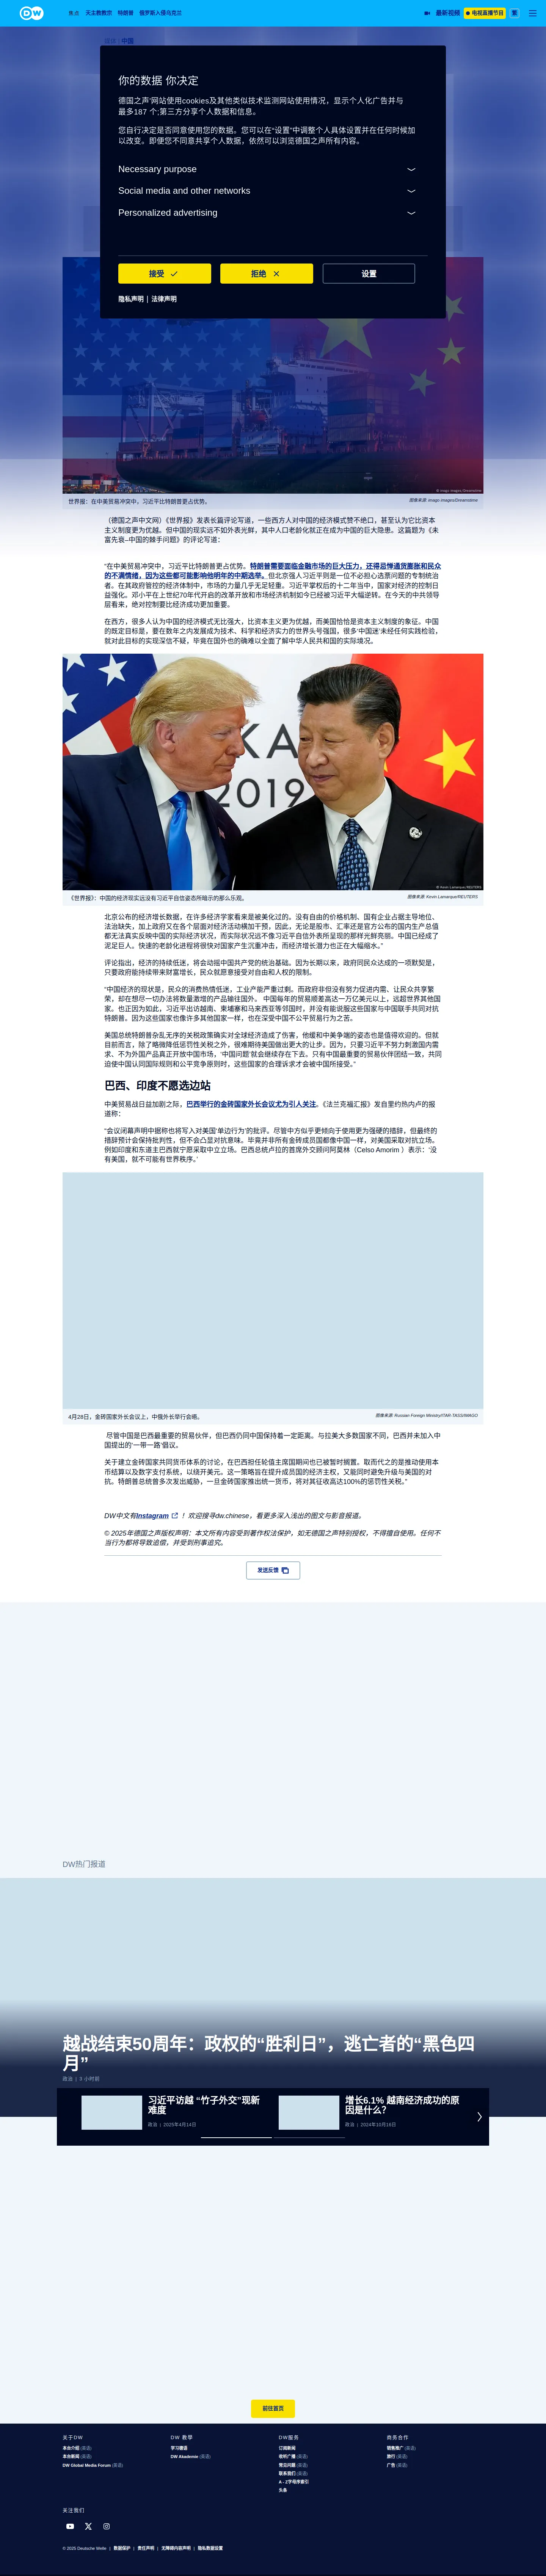 焦点 天主教教宗 特朗普 俄罗斯入侵乌克兰
最新视频 电视直播节目 繁
中国
你的数据 你决定
德国之声'网站使用cookies及其他类似技术监测网站使用情况，显示个人化广告并与
最多187 个;第三方分享个人数据和信息。
您自行决定是否同意使用您的数据。您可以在“设置”中调整个人具体设置并在任何时候加
以改变。即便您不同意共享个人数据，依然可以浏览德国之声所有内容。
Necessary purpose
Social media and other networks
Personalized advertising
接受 拒绝 设置
隐私声明 | 法律声明
© imago images/Dreamstime
世界报：在中美贸易冲突中，习近平比特朗普更占优势。
图像来源: imago images/Dreamstime
（德国之声中文网）《世界报》发表长篇评论写道，一些西方人对中国的经济模式赞不绝口，甚至认为它比资本
主义制度更为优越。但中国的现实远不如外表光鲜，其中人口老龄化就正在成为中国的巨大隐患。这篇题为《未
富先衰–中国的棘手问题》的评论写道：
“在中美贸易冲突中，习近平比特朗普更占优势。特朗普需要面临金融市场的巨大压力，还得忌惮通货膨胀和民众
的不满情绪，因为这些都可能影响他明年的中期选举。但北京强人习近平则是一位不必担心选票问题的专制统治
者。在其政府管控的经济体制中，市场的力量几乎无足轻重。习近平掌权后的十二年当中，国家对经济的控制日
益强化。邓小平在上世纪70年代开启的改革开放和市场经济机制如今已经被习近平大幅逆转。在今天的中共领导
层看来，绝对控制要比经济成功更加重要。
在西方，很多人认为中国的经济模式无比强大，比资本主义更为优越，而美国恰恰是资本主义制度的象征。中国
的既定目标是，要在数年之内发展成为技术、科学和经济实力的世界头号强国，很多‘中国迷’未经任何实践检验，
就对此目标的实现深信不疑，毕竟在国外也的确难以全面了解中华人民共和国的实际境况。
© Kevin Lamarque/REUTERS
《世界报》：中国的经济现实远没有习近平自信姿态所暗示的那么乐观。
图像来源: Kevin Lamarque/REUTERS
北京公布的经济增长数据，在许多经济学家看来是被美化过的。没有自由的价格机制、国有企业占据主导地位、
法治缺失，加上政府又在各个层面对经济活动横加干预，因此，无论是股市、汇率还是官方公布的国内生产总值
都无法真实反映中国的实际经济状况，而实际状况远不像习近平自信外表所呈现的那样光鲜亮丽。中国已经成了
泥足巨人。快速的老龄化进程将很快对国家产生沉重冲击，而经济增长潜力也正在大幅缩水。”
评论指出，经济的持续低迷，将会动摇中国共产党的统治基础。因为长期以来，政府同民众达成的一项默契是，
只要政府能持续带来财富增长，民众就愿意接受对自由和人权的限制。
“中国经济的现状是，民众的消费热情低迷，工业产能严重过剩。而政府非但没有努力促进内需、让民众共享繁
荣，却在想尽一切办法将数量激增的产品输往国外。 中国每年的贸易顺差高达一万亿美元以上，远超世界其他国
家。也正因为如此，习近平出访越南、柬埔寨和马来西亚等邻国时，并没有能说服这些国家与中国联手共同对抗
特朗普。因为这些国家也像许多其他国家一样，也在深受中国不公平贸易行为之苦。
美国总统特朗普杂乱无序的关税政策确实对全球经济造成了伤害，他缓和中美争端的姿态也是值得欢迎的。但就
目前而言，除了略微降低惩罚性关税之外，很难期待美国做出更大的让步。因为，只要习近平不努力刺激国内需
求、不为外国产品真正开放中国市场，‘中国问题’就会继续存在下去。只有中国最重要的贸易伙伴团结一致，共同
迫使中国认同国际规则和公平竞争原则时，这些国家的合理诉求才会被中国所接受。”
巴西、印度不愿选边站
中美贸易战日益加剧之际，巴西举行的金砖国家外长会议尤为引人关注。《法兰克福汇报》发自里约热内卢的报
道称：
“会议闭幕声明中据称也将写入对美国‘单边行为’的批评。尽管中方似乎更倾向于使用更为强硬的措辞，但最终的
措辞预计会保持批判性，但不会凸显对抗意味。毕竟并非所有金砖成员国都像中国一样，对美国采取对抗立场。
例如印度和东道主巴西就宁愿采取中立立场。巴西总统卢拉的首席外交顾问阿莫林（Celso Amorim ）表示：‘没
有美国，就不可能有世界秩序。’
4月28日，金砖国家外长会议上，中俄外长举行会晤。
图像来源: Russian Foreign Ministry/ITAR-TASS/IMAGO
尽管中国是巴西最重要的贸易伙伴，但巴西仍同中国保持着一定距离。与拉美大多数国家不同，巴西并未加入中
国提出的‘一带一路’倡议。
关于建立金砖国家共同货币体系的讨论，在巴西担任轮值主席国期间也已被暂时搁置。取而代之的是推动使用本
币结算以及数字支付系统，以绕开美元。这一策略旨在提升成员国的经济主权，又能同时避免升级与美国的对
抗。特朗普总统曾多次发出威胁，一旦金砖国家推出统一货币，将对其征收高达100%的惩罚性关税。”
DW中文有Instagram ！欢迎搜寻dw.chinese，看更多深入浅出的图文与影音报道。
© 2025年德国之声版权声明：本文所有内容受到著作权法保护，如无德国之声特别授权，不得擅自使用。任何不
当行为都将导致追偿，并受到刑事追究。
发送反馈
DW热门报道
越战结束50周年：政权的“胜利日”，逃亡者的“黑色四
月”
政治 | 3 小时前
习近平访越 “竹子外交”现新
难度
政治 | 2025年4月14日
增长6.1% 越南经济成功的原
因是什么？
政治 | 2024年10月16日
前往首页
关于DW DW 教学 DW服务 商务合作
本台介绍 (英语) 学习德语 订阅新闻 销售推广 (英语)
本台新闻 (英语) DW Akademie (英语) 收听广播 (英语) 旅行 (英语)
DW Global Media Forum (英语) 常见问题 (英语) 广告 (英语)
联系我们 (英语)
A - Z字母序索引
头条
关注我们
© 2025 Deutsche Welle | 数据保护 | 责任声明 | 无障碍内容声明 | 隐私数据设置